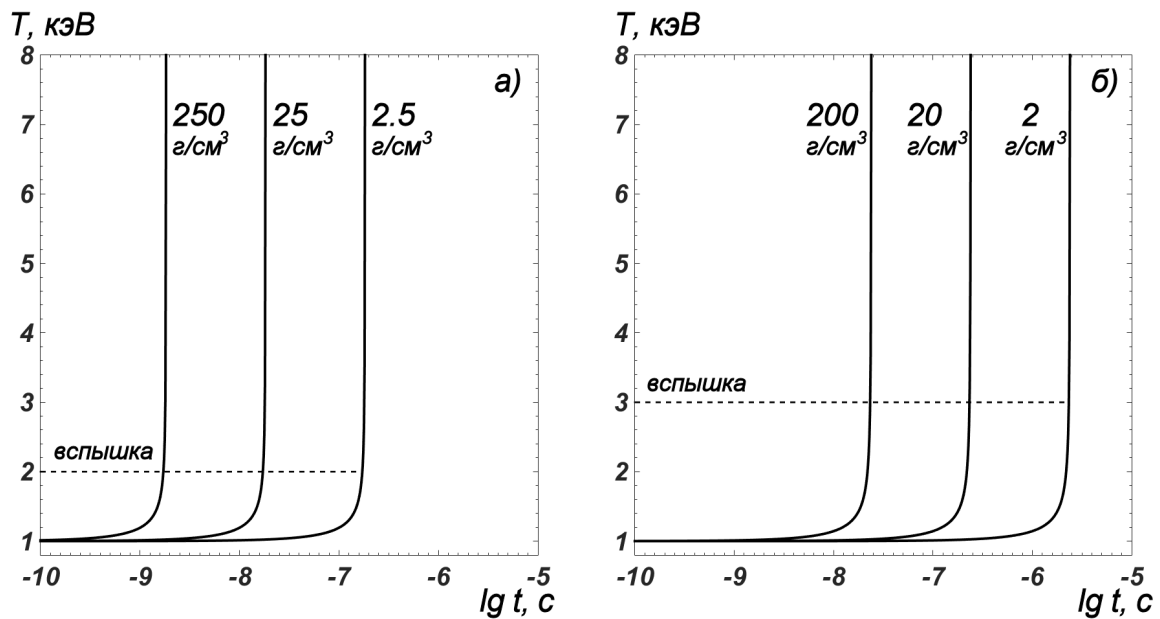 T, кэВ
8
7
6
5
4
3
2
1
а)
250
г/см³
25
г/см³
2.5
г/см³
вспышка
-10
-9
-8
-7
-6
-5
lg t, с
T, кэВ
8
7
6
5
4
3
2
1
б)
200
г/см³
20
г/см³
2
г/см³
вспышка
-10
-9
-8
-7
-6
-5
lg t, с